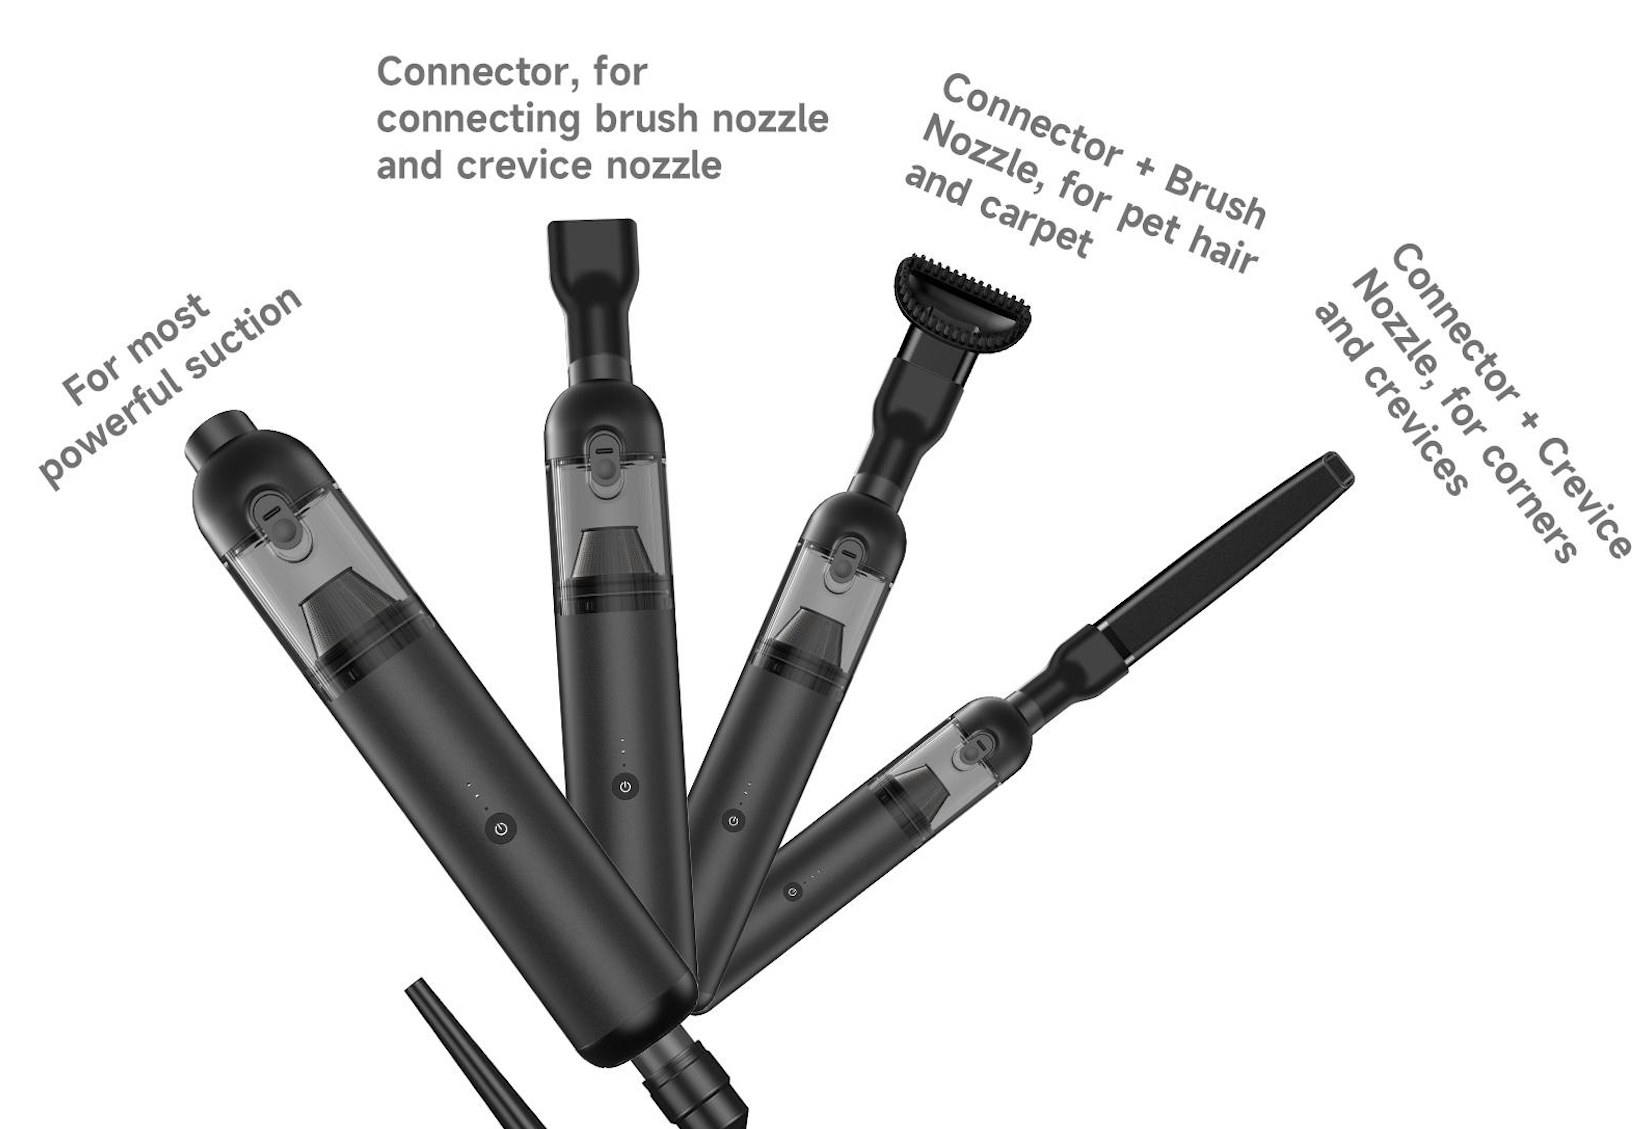 For most
powerful suction
Connector, for
connecting brush nozzle
and crevice nozzle
Connector + Brush
Nozzle, for pet hair
and carpet
Connector + Crevice
Nozzle, for corners
and crevices